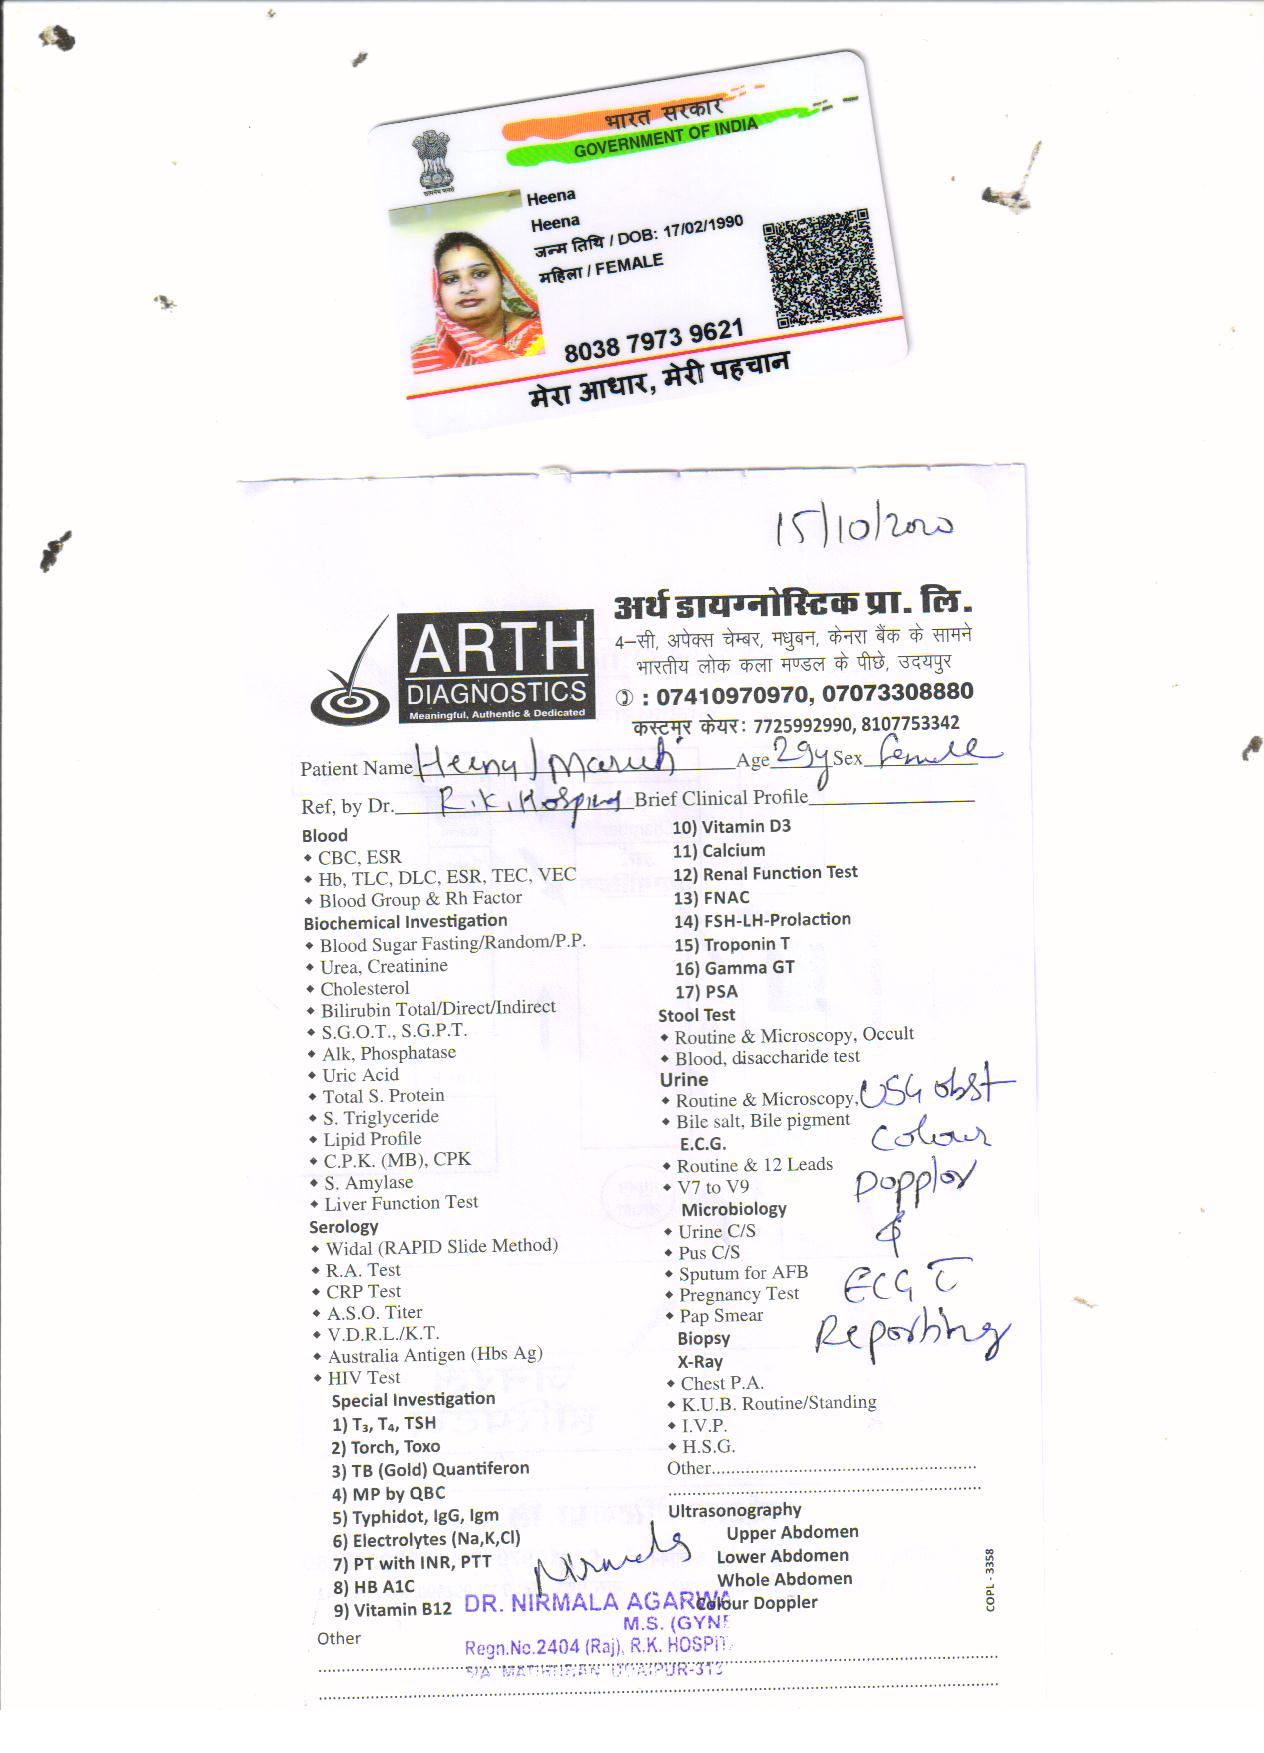 भारत सरकार
GOVERNMENT OF INDIA
Heena
Heena
जन्म तिथि / DOB: 17/02/1990
महिला / FEMALE
8038 7973 9621
मेरा आधार, मेरी पहचान
15/10/2020
ARTH
DIAGNOSTICS
Meaningful, Authentic & Dedicated
अर्थ डायग्नोस्टिक प्रा. लि.
4–सी, अपेक्स चेम्बर, मधुबन, केनरा बैंक के सामने
भारतीय लोक कला मण्डल के पीछे, उदयपुर
: 07410970970, 07073308880
कस्टमर केयर: 7725992990, 8107753342
Patient Name Age 29y Sex Female
Ref, by Dr. R.K. Hospital Brief Clinical Profile
Blood
CBC, ESR
Hb, TLC, DLC, ESR, TEC, VEC
Blood Group & Rh Factor
Biochemical Investigation
Blood Sugar Fasting/Random/P.P.
Urea, Creatinine
Cholesterol
Bilirubin Total/Direct/Indirect
S.G.O.T., S.G.P.T.
Alk, Phosphatase
Uric Acid
Total S. Protein
S. Triglyceride
Lipid Profile
C.P.K. (MB), CPK
S. Amylase
Liver Function Test
Serology
Widal (RAPID Slide Method)
R.A. Test
CRP Test
A.S.O. Titer
V.D.R.L./K.T.
Australia Antigen (Hbs Ag)
HIV Test
Special Investigation
1) T₃, T₄, TSH
2) Torch, Toxo
3) TB (Gold) Quantiferon
4) MP by QBC
5) Typhidot, IgG, Igm
6) Electrolytes (Na,K,Cl)
7) PT with INR, PTT
8) HB A1C
9) Vitamin B12
Other
10) Vitamin D3
11) Calcium
12) Renal Function Test
13) FNAC
14) FSH-LH-Prolaction
15) Troponin T
16) Gamma GT
17) PSA
Stool Test
Routine & Microscopy, Occult
Blood, disaccharide test
Urine
Routine & Microscopy,
Bile salt, Bile pigment
E.C.G.
Routine & 12 Leads
V7 to V9
Microbiology
Urine C/S
Pus C/S
Sputum for AFB
Pregnancy Test
Pap Smear
Biopsy
X-Ray
Chest P.A.
K.U.B. Routine/Standing
I.V.P.
H.S.G.
Other
Ultrasonography
Upper Abdomen
Lower Abdomen
Whole Abdomen
Colour Doppler
USG obst
Colour
Dopplor
&
ECG c̅
Reporting
Nirmala
DR. NIRMALA AGARWA
M.S. (GYNE
Regn.No.2404 (Raj), R.K. HOSPIT
UDAIPUR-313
COPL - 3358